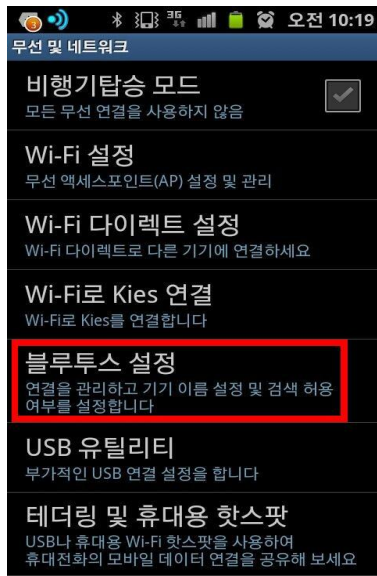 3G
오전 10:19
무선 및 네트워크
비행기탑승 모드
모든 무선 연결을 사용하지 않음
Wi-Fi 설정
무선 액세스포인트(AP) 설정 및 관리
Wi-Fi 다이렉트 설정
Wi-Fi 다이렉트로 다른 기기에 연결하세요
Wi-Fi로 Kies 연결
Wi-Fi로 Kies를 연결합니다
블루투스 설정
연결을 관리하고 기기 이름 설정 및 검색 허용
여부를 설정합니다
USB 유틸리티
부가적인 USB 연결 설정을 합니다
테더링 및 휴대용 핫스팟
USB나 휴대용 Wi-Fi 핫스팟을 사용하여
휴대전화의 모바일 데이터 연결을 공유해 보세요